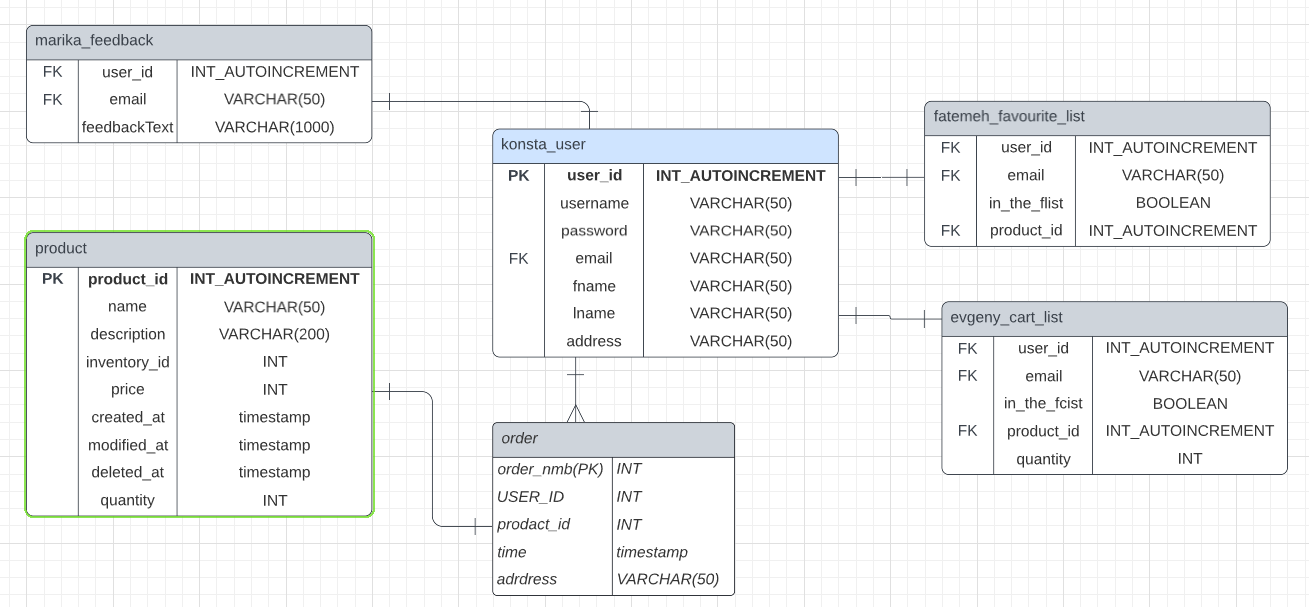 marika_feedback
FK user_id INT_AUTOINCREMENT
FK email VARCHAR(50)
feedbackText VARCHAR(1000)
product
PK product_id INT_AUTOINCREMENT
name VARCHAR(50)
description VARCHAR(200)
inventory_id INT
price INT
created_at timestamp
modified_at timestamp
deleted_at timestamp
quantity INT
konsta_user
PK user_id INT_AUTOINCREMENT
username VARCHAR(50)
password VARCHAR(50)
FK email VARCHAR(50)
fname VARCHAR(50)
lname VARCHAR(50)
address VARCHAR(50)
order
order_nmb(PK) INT
USER_ID INT
prodact_id INT
time timestamp
adrdress VARCHAR(50)
fatemeh_favourite_list
FK user_id INT_AUTOINCREMENT
FK email VARCHAR(50)
in_the_flist BOOLEAN
FK product_id INT_AUTOINCREMENT
evgeny_cart_list
FK user_id INT_AUTOINCREMENT
FK email VARCHAR(50)
in_the_fcist BOOLEAN
FK product_id INT_AUTOINCREMENT
quantity INT